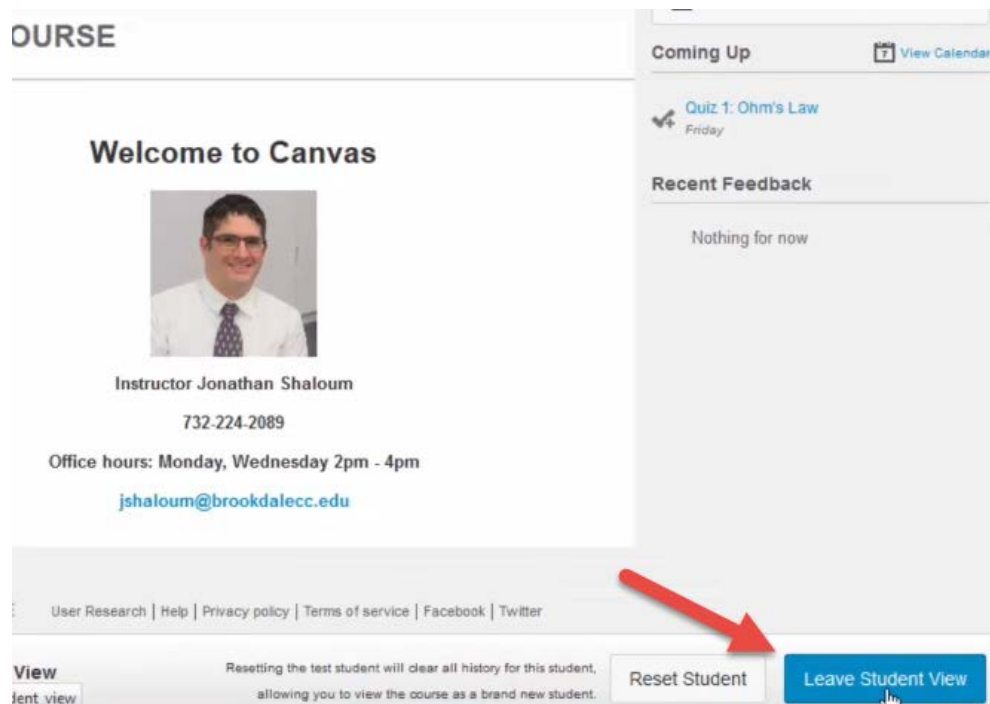 OURSE
Coming Up
7 View Calendar
Quiz 1: Ohm's Law
Friday
Welcome to Canvas
Recent Feedback
Nothing for now
Instructor Jonathan Shaloum
732-224-2089
Office hours: Monday, Wednesday 2pm - 4pm
jshaloum@brookdalecc.edu
User Research | Help | Privacy policy | Terms of service | Facebook | Twitter
View
dent view
Resetting the test student will clear all history for this student,
allowing you to view the course as a brand new student.
Reset Student
Leave Student View